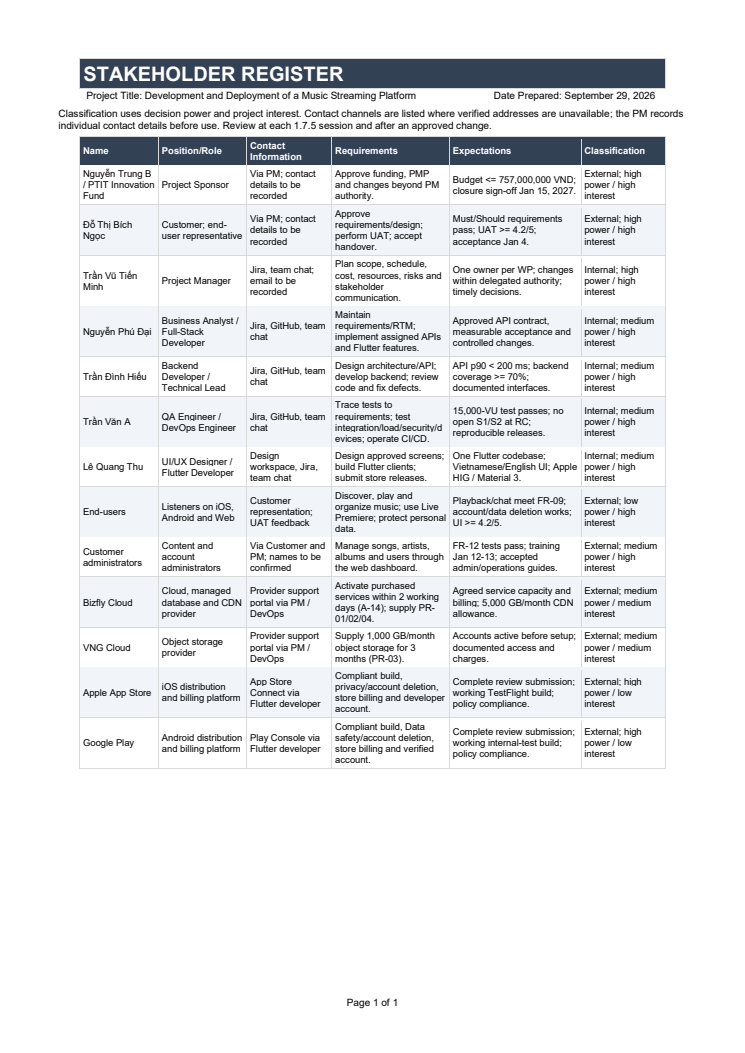 STAKEHOLDER REGISTER
Project Title: Development and Deployment of a Music Streaming Platform Date Prepared: September 29, 2026
Classification uses decision power and project interest. Contact channels are listed where verified addresses are unavailable; the PM records
individual contact details before use. Review at each 1.7.5 session and after an approved change.
Name
Position/Role
Contact
Information
Requirements
Expectations
Classification
Nguyễn Trung B
/ PTIT Innovation
Fund
Project Sponsor
Via PM; contact
details to be
recorded
Approve funding, PMP
and changes beyond PM
authority.
Budget <= 757,000,000 VND;
closure sign-off Jan 15, 2027.
External; high
power / high
interest
Đỗ Thị Bích
Ngọc
Customer; end-
user representative
Via PM; contact
details to be
recorded
Approve
requirements/design;
perform UAT; accept
handover.
Must/Should requirements
pass; UAT >= 4.2/5;
acceptance Jan 4.
External; high
power / high
interest
Trần Vũ Tiến
Minh
Project Manager
Jira, team chat;
email to be
recorded
Plan scope, schedule,
cost, resources, risks and
stakeholder
communication.
One owner per WP; changes
within delegated authority;
timely decisions.
Internal; high
power / high
interest
Nguyễn Phú Đại
Business Analyst /
Full-Stack
Developer
Jira, GitHub, team
chat
Maintain
requirements/RTM;
implement assigned APIs
and Flutter features.
Approved API contract,
measurable acceptance and
controlled changes.
Internal; medium
power / high
interest
Trần Đình Hiếu
Backend
Developer /
Technical Lead
Jira, GitHub, team
chat
Design architecture/API;
develop backend; review
code and fix defects.
API p90 < 200 ms; backend
coverage >= 70%;
documented interfaces.
Internal; medium
power / high
interest
Trần Văn A
QA Engineer /
DevOps Engineer
Jira, GitHub, team
chat
Trace tests to
requirements; test
integration/load/security/d
evices; operate CI/CD.
15,000-VU test passes; no
open S1/S2 at RC;
reproducible releases.
Internal; medium
power / high
interest
Lê Quang Thu
UI/UX Designer /
Flutter Developer
Design
workspace, Jira,
team chat
Design approved screens;
build Flutter clients;
submit store releases.
One Flutter codebase;
Vietnamese/English UI; Apple
HIG / Material 3.
Internal; medium
power / high
interest
End-users
Listeners on iOS,
Android and Web
Customer
representation;
UAT feedback
Discover, play and
organize music; use Live
Premiere; protect personal
data.
Playback/chat meet FR-09;
account/data deletion works;
UI >= 4.2/5.
External; low
power / high
interest
Customer
administrators
Content and
account
administrators
Via Customer and
PM; names to be
confirmed
Manage songs, artists,
albums and users through
the web dashboard.
FR-12 tests pass; training
Jan 12-13; accepted
admin/operations guides.
External; medium
power / high
interest
Bizfly Cloud
Cloud, managed
database and CDN
provider
Provider support
portal via PM /
DevOps
Activate purchased
services within 2 working
days (A-14); supply PR-
01/02/04.
Agreed service capacity and
billing; 5,000 GB/month CDN
allowance.
External; medium
power / medium
interest
VNG Cloud
Object storage
provider
Provider support
portal via PM /
DevOps
Supply 1,000 GB/month
object storage for 3
months (PR-03).
Accounts active before setup;
documented access and
charges.
External; medium
power / medium
interest
Apple App Store
iOS distribution
and billing platform
App Store
Connect via
Flutter developer
Compliant build,
privacy/account deletion,
store billing and developer
account.
Complete review submission;
working TestFlight build;
policy compliance.
External; high
power / low
interest
Google Play
Android distribution
and billing platform
Play Console via
Flutter developer
Compliant build, Data
safety/account deletion,
store billing and verified
account.
Complete review submission;
working internal-test build;
policy compliance.
External; high
power / low
interest
Page 1 of 1